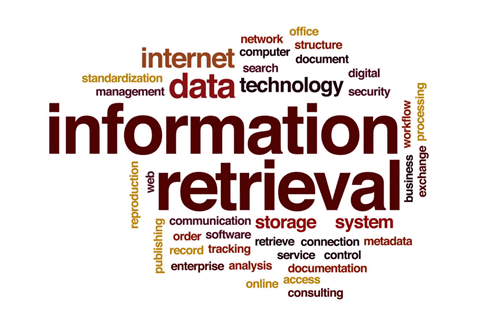 office
network
structure
internet
computer
document
standardization
search
digital
management
data
technology
security
information
workflow
processing
reproduction
web
retrieval
business
exchange
publishing
communication
storage
system
order
software
retrieve
connection
metadata
record
tracking
service
control
enterprise
analysis
documentation
online
access
consulting